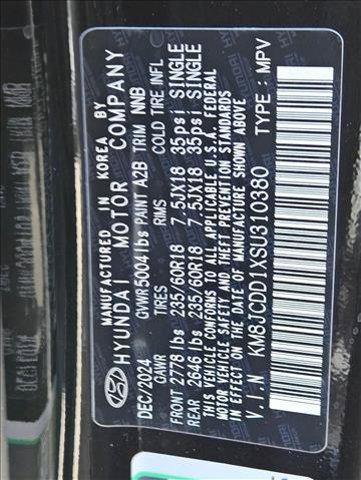 MANUFACTURED IN KOREA BY
HYUNDAI MOTOR COMPANY
DEC/2024 GVWR 5004 lbs PAINT A2B TRIM NNB
GAWR TIRES RIMS COLD TIRE INFL
FRONT 2778 lbs 235/60R18 7.5JX18 35psi SINGLE
REAR 2646 lbs 235/60R18 7.5JX18 35psi SINGLE
THIS VEHICLE CONFORMS TO ALL APPLICABLE U.S.A. FEDERAL
MOTOR VEHICLE SAFETY AND THEFT PREVENTION STANDARDS
IN EFFECT ON THE DATE OF MANUFACTURE SHOWN ABOVE
V.I.N : KM8JCDD1XSU310380 TYPE : MPV